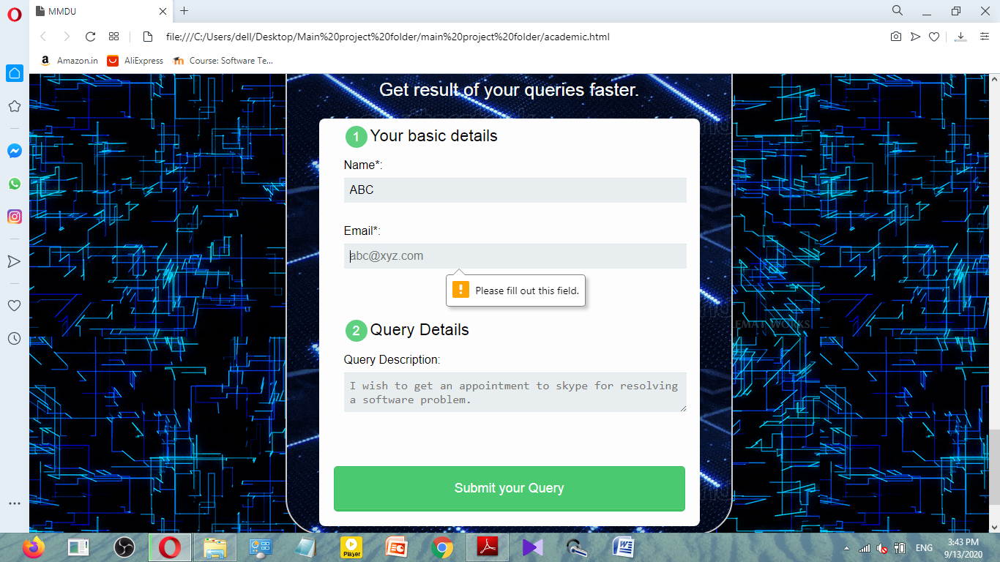 MMDU
file:///C:/Users/dell/Desktop/Main%20project%20folder/main%20project%20folder/academic.html
Amazon.in
AliExpress
Course: Software Te...
Get result of your queries faster.
1 Your basic details
Name*:
ABC
Email*:
abc@xyz.com
Please fill out this field.
2 Query Details
Query Description:
I wish to get an appointment to skype for resolving
a software problem.
Submit your Query
Player
ENG
3:43 PM
9/13/2020